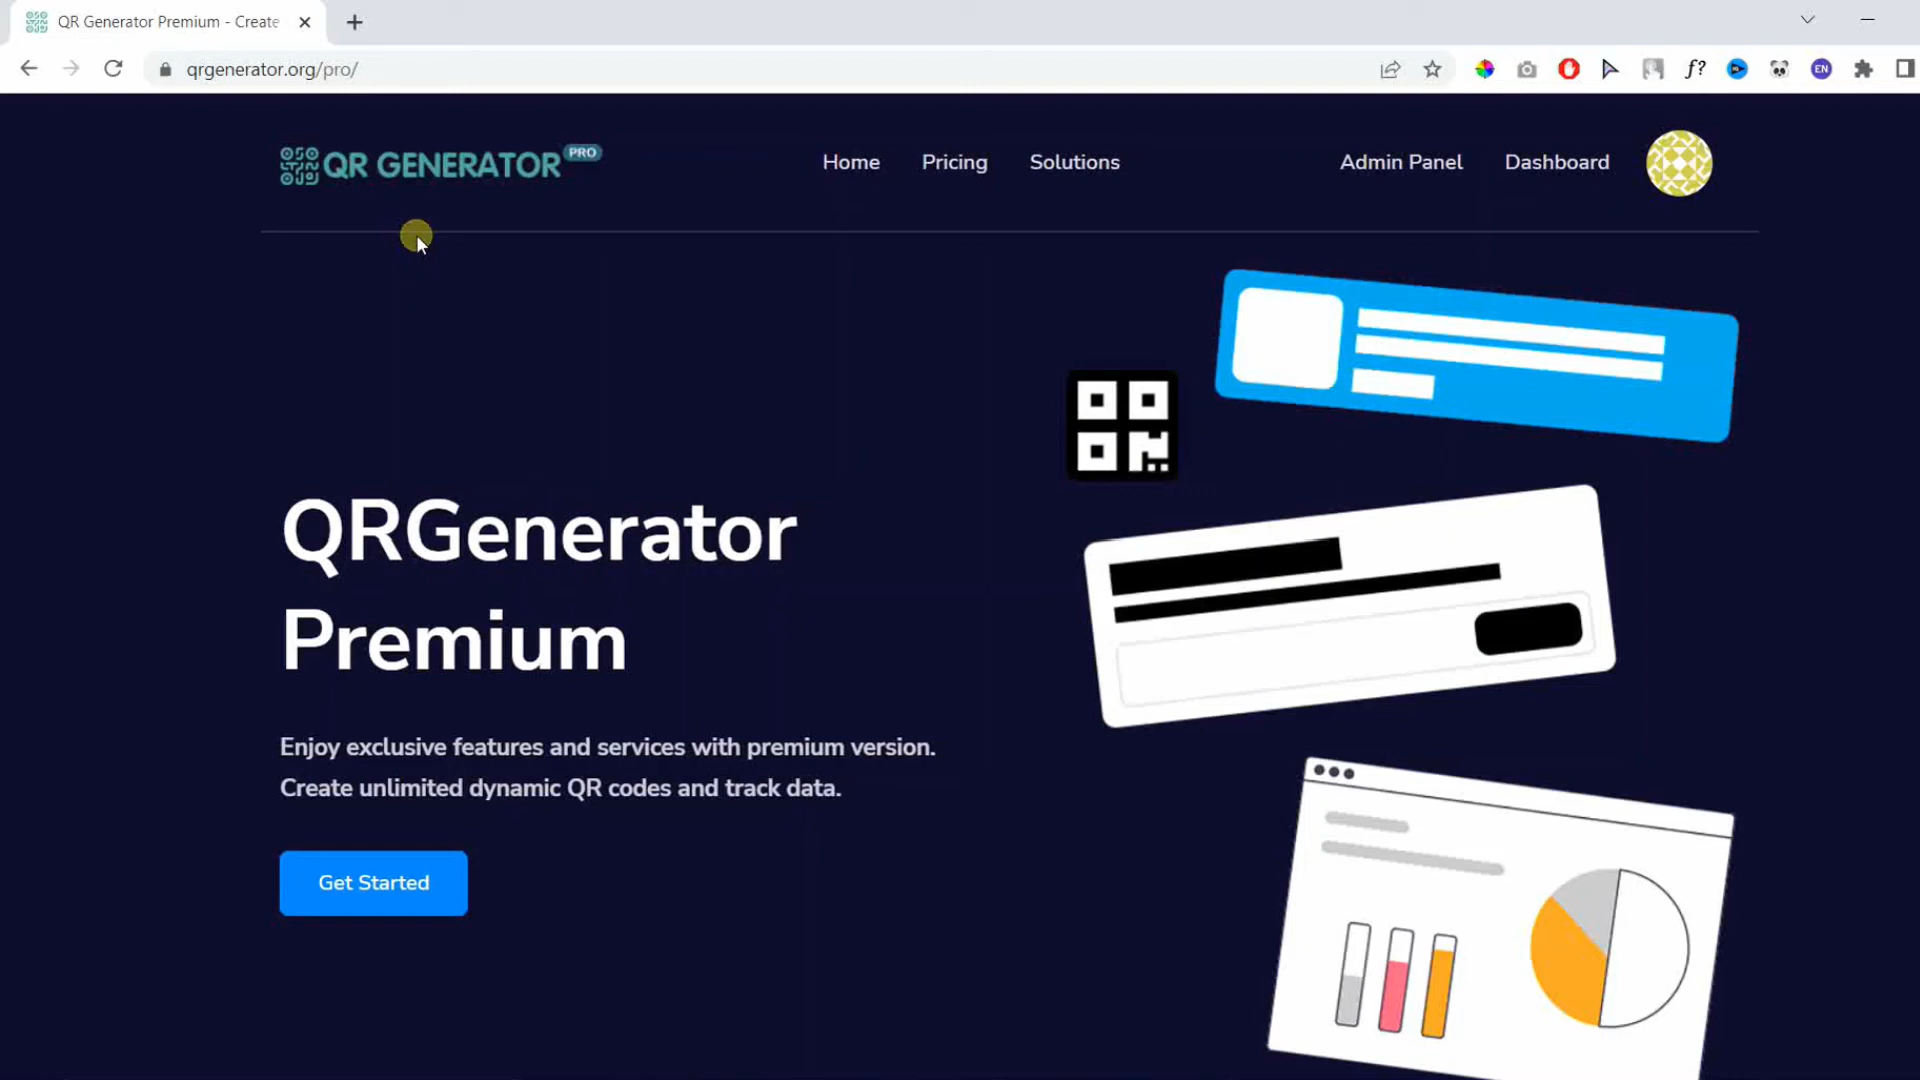 QR Generator Premium - Create
qrgenerator.org/pro/
f?
EN
QR GENERATOR PRO
Home
Pricing
Solutions
Admin Panel
Dashboard
QRGenerator
Premium
Enjoy exclusive features and services with premium version.
Create unlimited dynamic QR codes and track data.
Get Started